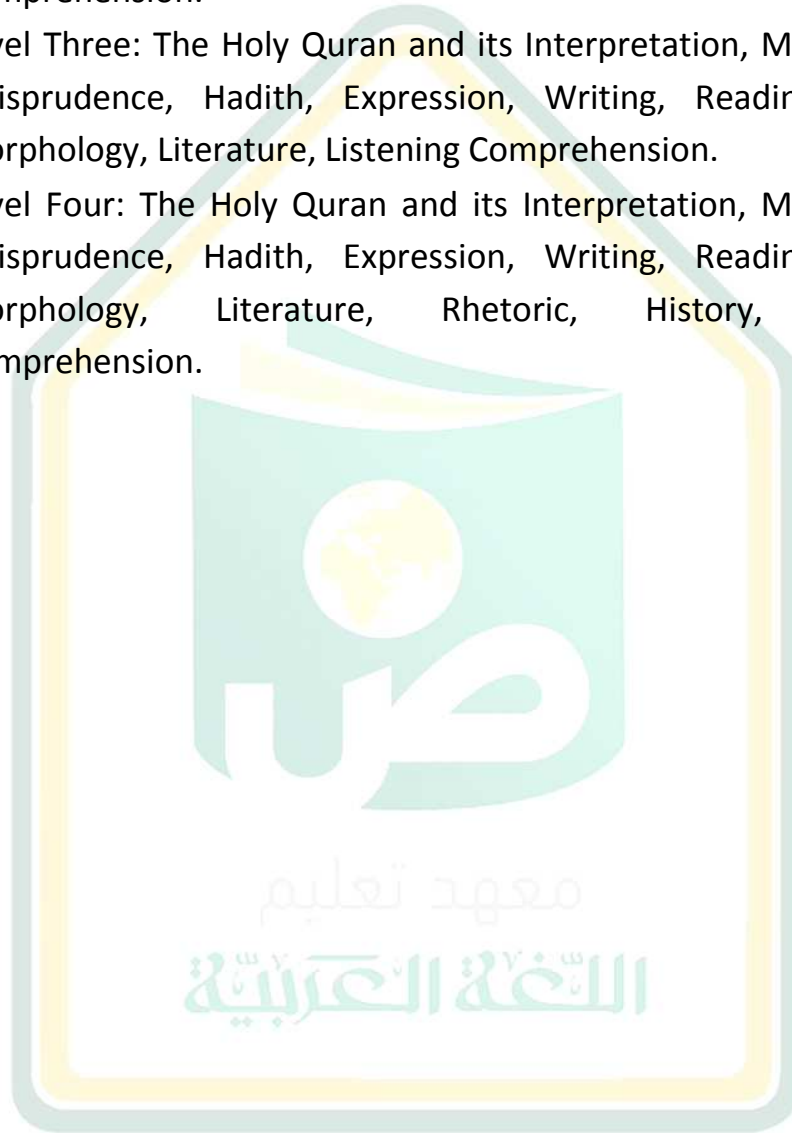 mprehension.
vel Three: The Holy Quran and its Interpretation, M
isprudence, Hadith, Expression, Writing, Readin
orphology, Literature, Listening Comprehension.
vel Four: The Holy Quran and its Interpretation, M
isprudence, Hadith, Expression, Writing, Readin
orphology, Literature, Rhetoric, History,
mprehension.
ص
معهد تعليم
اللغة العربية